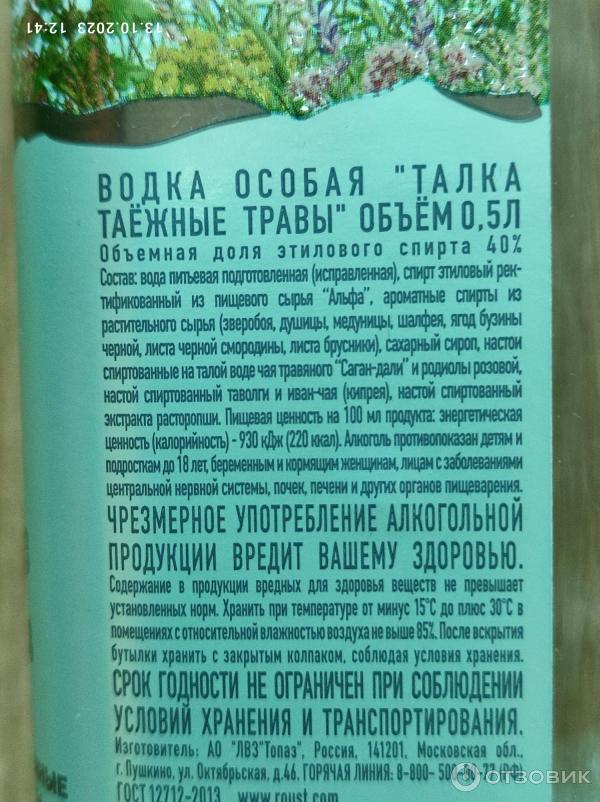 13.10.2023 12:41
ВОДКА ОСОБАЯ "ТАЛКА
ТАЁЖНЫЕ ТРАВЫ" ОБЪЁМ 0,5Л
Объемная доля этилового спирта 40%
Состав: вода питьевая подготовленная (исправленная), спирт этиловый рек-
тификованный из пищевого сырья "Альфа", ароматные спирты из
растительного сырья (зверобоя, душицы, медуницы, шалфея, ягод бузины
черной, листа черной смородины, листа брусники), сахарный сироп, настои
спиртованные на талой воде чая травяного "Саган-дали" и родиолы розовой,
настой спиртованный таволги и иван-чая (кипрея), настой спиртованный
экстракта расторопши. Пищевая ценность на 100 мл продукта: энергетическая
ценность (калорийность) - 930 кДж (220 ккал). Алкоголь противопоказан детям и
подросткам до 18 лет, беременным и кормящим женщинам, лицам с заболеваниями
центральной нервной системы, почек, печени и других органов пищеварения.
ЧРЕЗМЕРНОЕ УПОТРЕБЛЕНИЕ АЛКОГОЛЬНОЙ
ПРОДУКЦИИ ВРЕДИТ ВАШЕМУ ЗДОРОВЬЮ.
Содержание в продукции вредных для здоровья веществ не превышает
установленных норм. Хранить при температуре от минус 15°С до плюс 30°С в
помещениях с относительной влажностью воздуха не выше 85%. После вскрытия
бутылки хранить с закрытым колпаком, соблюдая условия хранения.
СРОК ГОДНОСТИ НЕ ОГРАНИЧЕН ПРИ СОБЛЮДЕНИИ
УСЛОВИЙ ХРАНЕНИЯ И ТРАНСПОРТИРОВАНИЯ.
Изготовитель: АО "ЛВЗ"Топаз", Россия, 141201, Московская обл.,
г. Пушкино, ул. Октябрьская, д.46. ГОРЯЧАЯ ЛИНИЯ: 8-800-
ГОСТ 12712-2013 www.roust.com
ОТЗОВИК